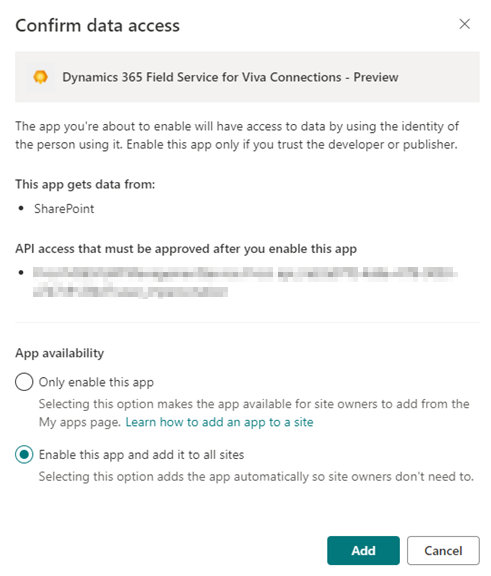 Confirm data access
Dynamics 365 Field Service for Viva Connections - Preview
The app you're about to enable will have access to data by using the identity of
the person using it. Enable this app only if you trust the developer or publisher.
This app gets data from:
• SharePoint
API access that must be approved after you enable this app
•
App availability
Only enable this app
Selecting this option makes the app available for site owners to add from the
My apps page. Learn how to add an app to a site
Enable this app and add it to all sites
Selecting this option adds the app automatically so site owners don't need to.
Add Cancel